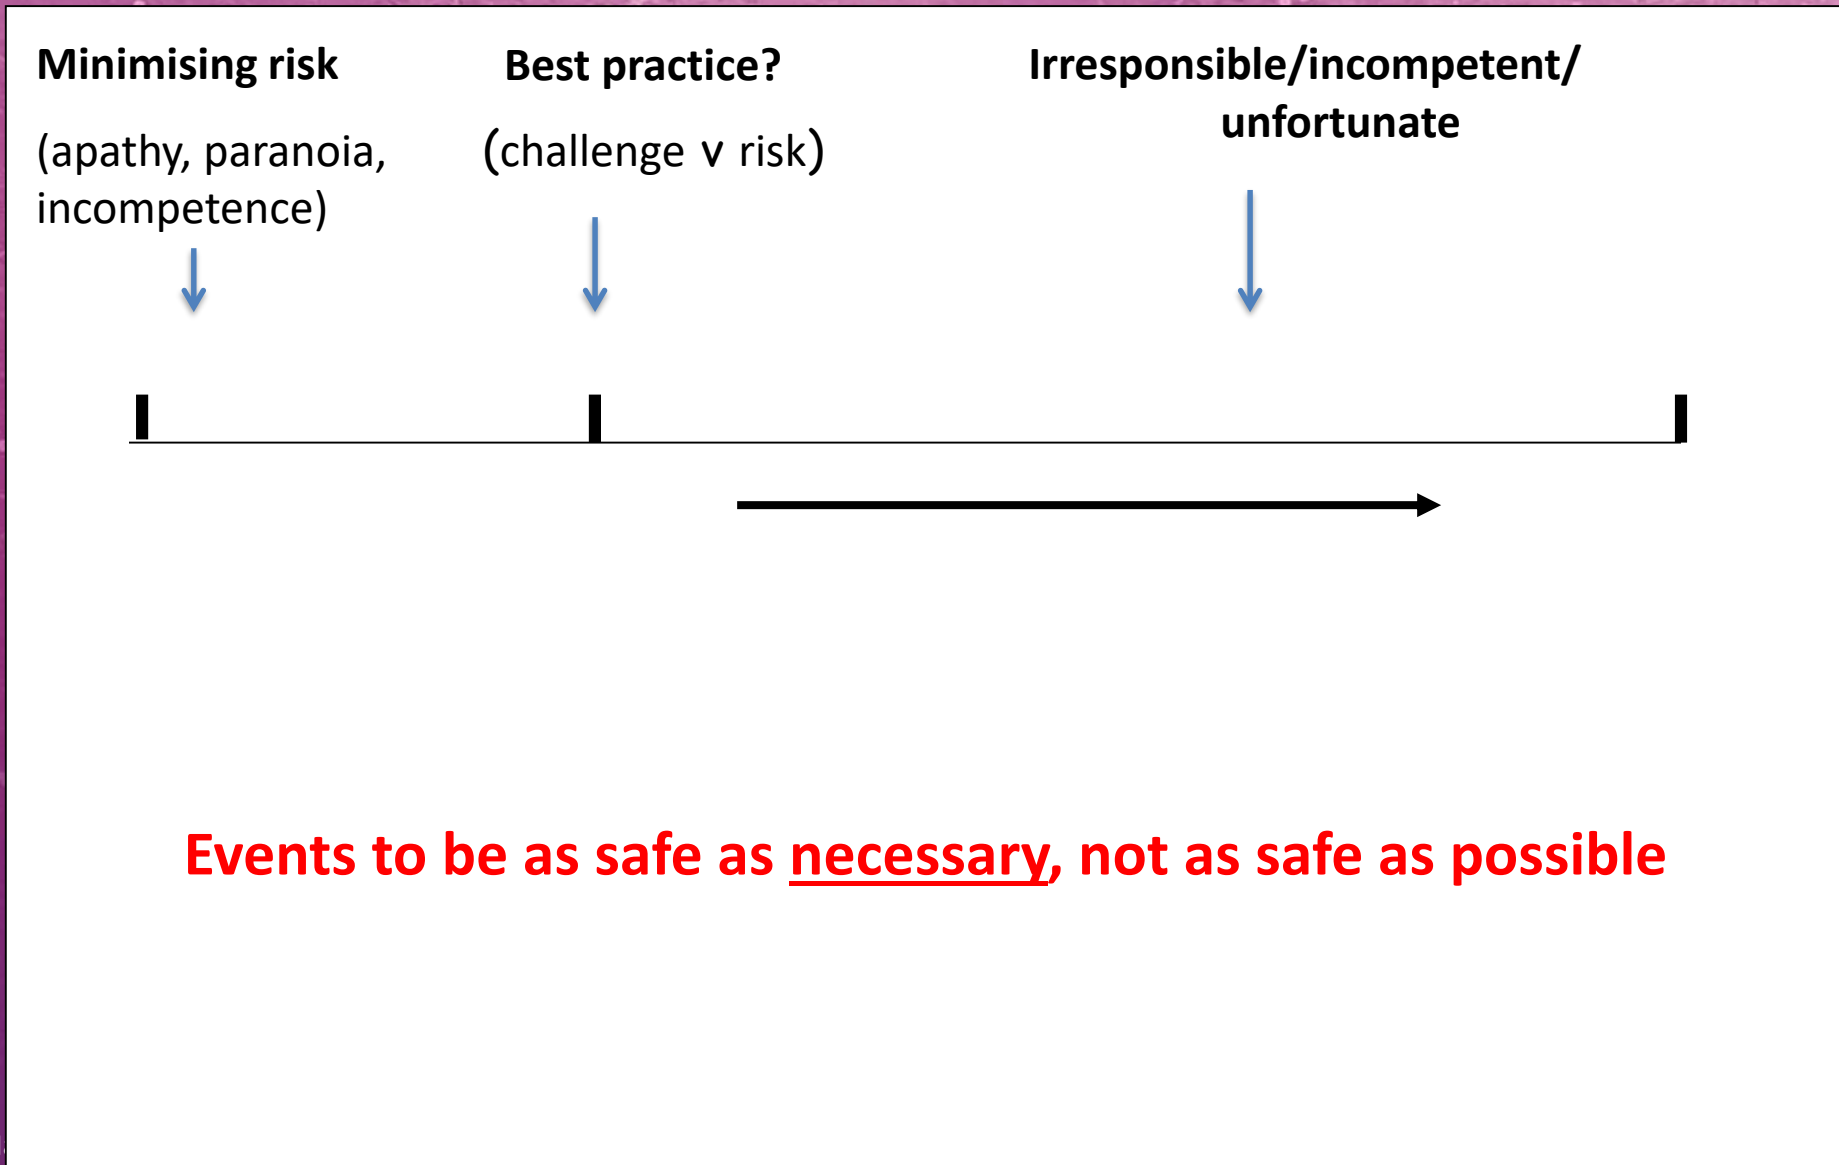 Minimising risk
(apathy, paranoia,
incompetence)
Best practice?
(challenge v risk)
Irresponsible/incompetent/
unfortunate
Events to be as safe as necessary, not as safe as possible